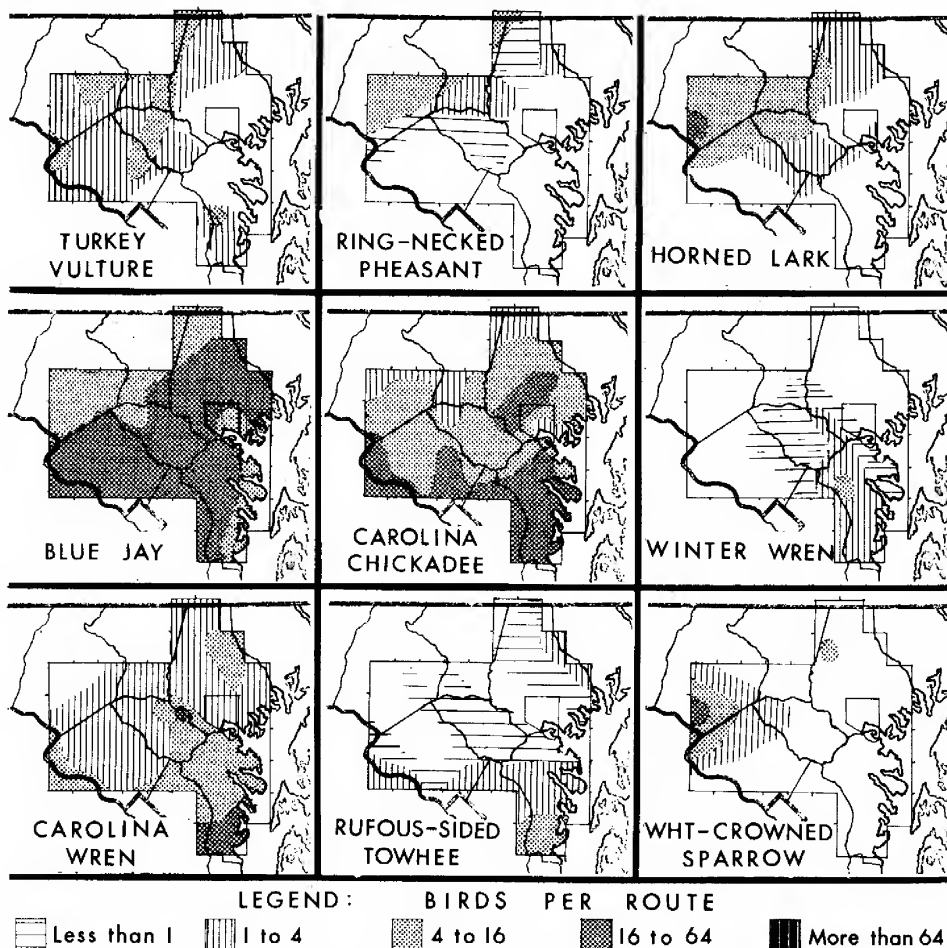 TURKEY
VULTURE
RING-NECKED
PHEASANT
HORNED LARK
BLUE JAY
CAROLINA
CHICKADEE
WINTER WREN
CAROLINA
WREN
RUFOUS-SIDED
TOWHEE
WHT-CROWNED
SPARROW
LEGEND: BIRDS PER ROUTE
Less than 1 1 to 4 4 to 16 16 to 64 More than 64